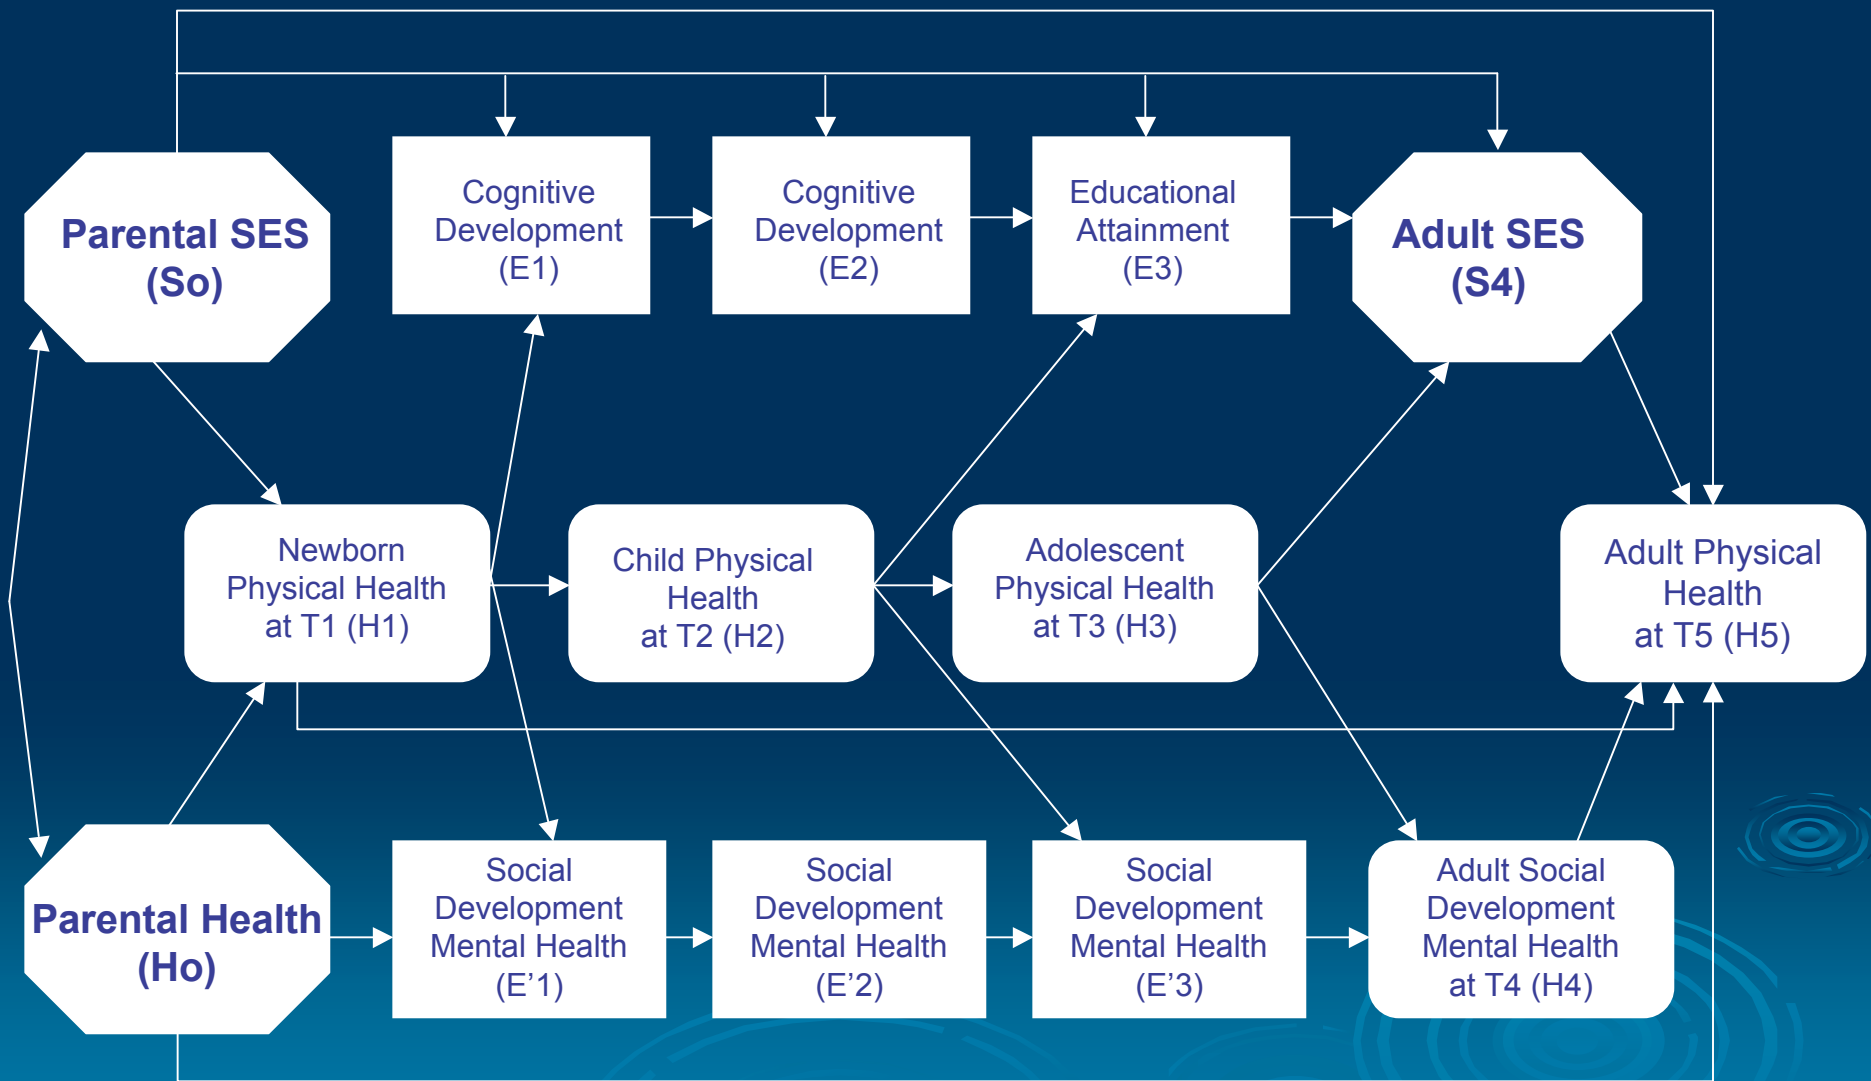 Cognitive
Development
(E1)
Cognitive
Development
(E2)
Educational
Attainment
(E3)
Parental SES
(So)
Adult SES
(S4)
Newborn
Physical Health
at T1 (H1)
Child Physical
Health
at T2 (H2)
Adolescent
Physical Health
at T3 (H3)
Adult Physical
Health
at T5 (H5)
Parental Health
(Ho)
Social
Development
Mental Health
(E’1)
Social
Development
Mental Health
(E’2)
Social
Development
Mental Health
(E’3)
Adult Social
Development
Mental Health
at T4 (H4)